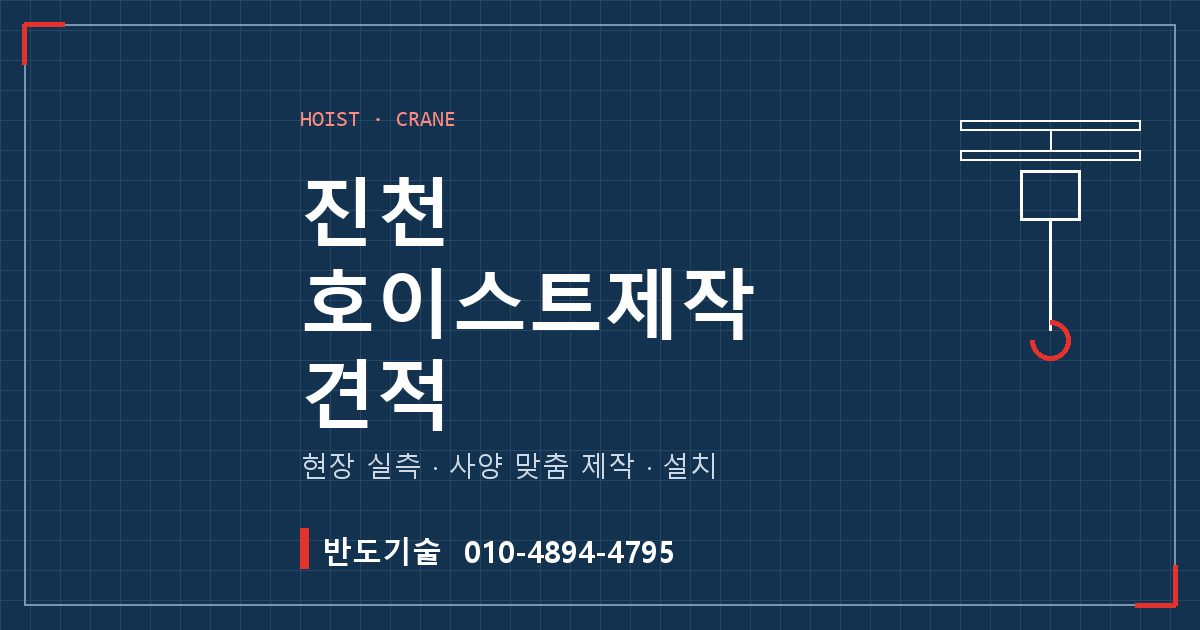 HOIST · CRANE
진천
호이스트제작
견적
현장 실측 · 사양 맞춤 제작 · 설치
반도기술 010-4894-4795